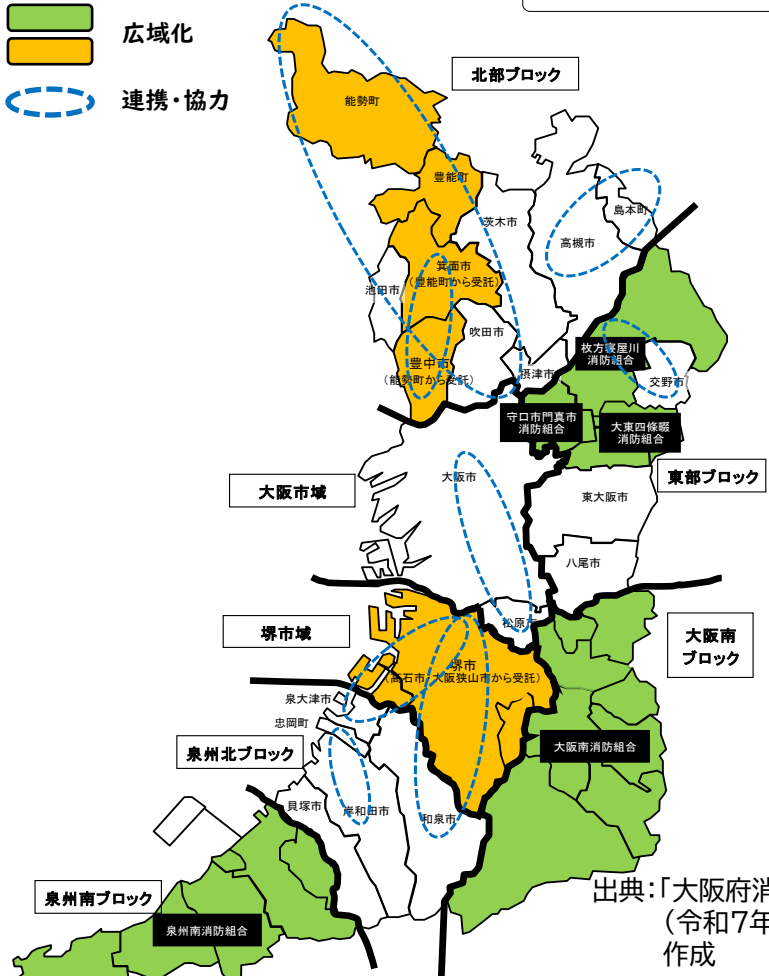 広域化
連携・協力
北部ブロック
能勢町
豊能町
茨木市
島本町
高槻市
箕面市
(豊能町から受託)
池田市
吹田市
豊中市
(能勢町から受託)
摂津市
枚方寝屋川
消防組合
交野市
守口市門真市
消防組合
大東四條畷
消防組合
東部ブロック
大阪市域
大阪市
東大阪市
八尾市
堺市域
松原市
大阪南
ブロック
堺市
(高石市・大阪狭山市から受託)
泉大津市
忠岡町
泉州北ブロック
大阪南消防組合
貝塚市
岸和田市
和泉市
泉州南ブロック
泉州南消防組合
出典:「大阪府消
(令和7年
作成